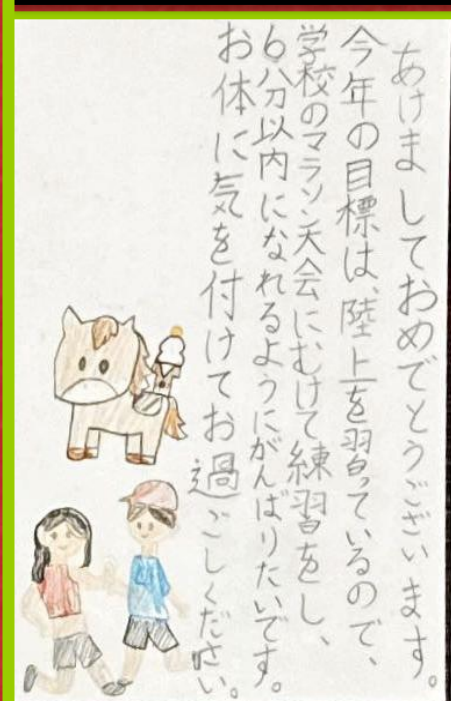 あけましておめでとうございます。
今年の目標は、陸上を習っているので、
学校のマラソン大会にむけて練習をし、
6分以内になれるようにがんばりたいです。
お体に気を付けてお過ごしください。